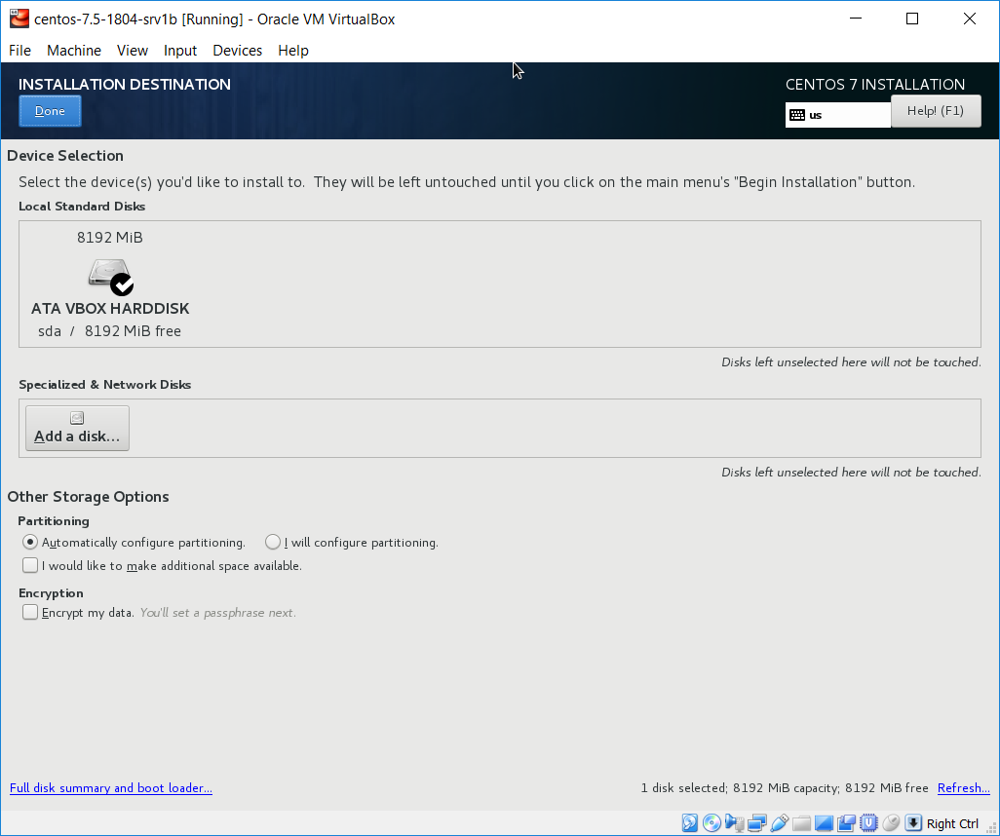 centos-7.5-1804-srv1b [Running] - Oracle VM VirtualBox
File Machine View Input Devices Help
INSTALLATION DESTINATION CENTOS 7 INSTALLATION
Done us Help! (F1)
Device Selection
Select the device(s) you'd like to install to. They will be left untouched until you click on the main menu's "Begin Installation" button.
Local Standard Disks
8192 MiB
ATA VBOX HARDDISK
sda / 8192 MiB free
Disks left unselected here will not be touched.
Specialized & Network Disks
Add a disk...
Disks left unselected here will not be touched.
Other Storage Options
Partitioning
Automatically configure partitioning. I will configure partitioning.
I would like to make additional space available.
Encryption
Encrypt my data. You'll set a passphrase next.
Full disk summary and boot loader... 1 disk selected; 8192 MiB capacity; 8192 MiB free Refresh...
Right Ctrl